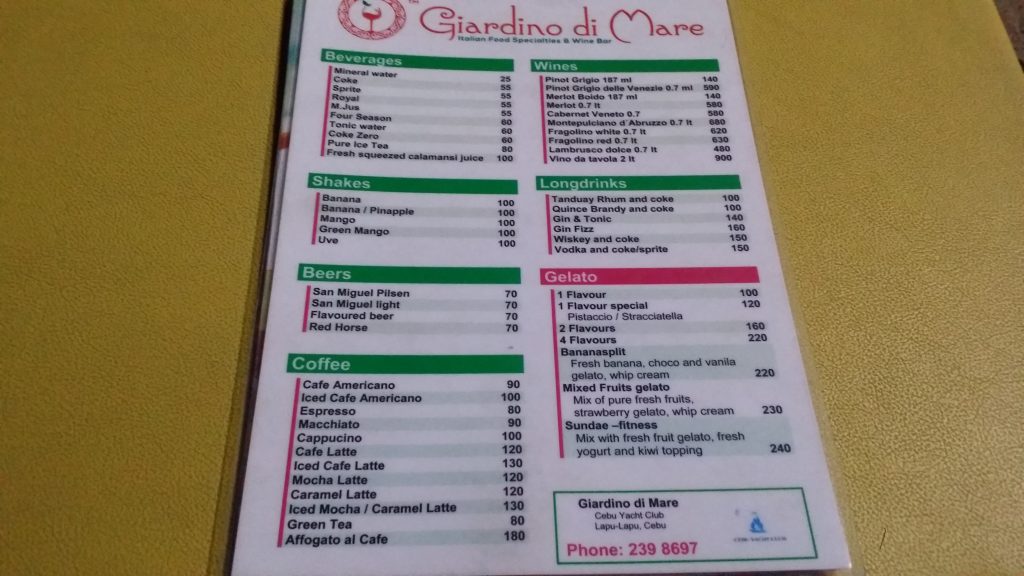 Giardino di Mare
Italian Food Specialties & Wine Bar
Beverages
Mineral water 25
Coke 55
Sprite 55
Royal 55
M.Jus 55
Four Season 60
Tonic water 60
Coke Zero 60
Pure Ice Tea 80
Fresh squeezed calamansi juice 100
Shakes
Banana 100
Banana / Pinapple 100
Mango 100
Green Mango 100
Uve 100
Beers
San Miguel Pilsen 70
San Miguel light 70
Flavoured beer 70
Red Horse 70
Coffee
Cafe Americano 90
Iced Cafe Americano 100
Espresso 80
Macchiato 90
Cappucino 100
Cafe Latte 120
Iced Cafe Latte 130
Mocha Latte 120
Caramel Latte 120
Iced Mocha / Caramel Latte 130
Green Tea 80
Affogato al Cafe 180
Wines
Pinot Grigio 187 ml 140
Pinot Grigio delle Venezie 0.7 ml 590
Merlot Boido 187 ml 140
Merlot 0.7 lt 580
Cabernet Veneto 0.7 580
Montepulciano d´Abruzzo 0.7 lt 680
Fragolino white 0.7 lt 620
Fragolino red 0.7 lt 630
Lambrusco dolce 0.7 lt 480
Vino da tavola 2 lt 900
Longdrinks
Tanduay Rhum and coke 100
Quince Brandy and coke 100
Gin & Tonic 140
Gin Fizz 160
Wiskey and coke 150
Vodka and coke/sprite 150
Gelato
1 Flavour 100
1 Flavour special 120
Pistaccio / Stracciatella
2 Flavours 160
4 Flavours 220
Bananasplit
Fresh banana, choco and vanila
gelato, whip cream 220
Mixed Fruits gelato
Mix of pure fresh fruits,
strawberry gelato, whip cream 230
Sundae –fitness
Mix with fresh fruit gelato, fresh
yogurt and kiwi topping 240
Giardino di Mare
Cebu Yacht Club
Lapu-Lapu, Cebu
CEBU YACHT CLUB
Phone: 239 8697